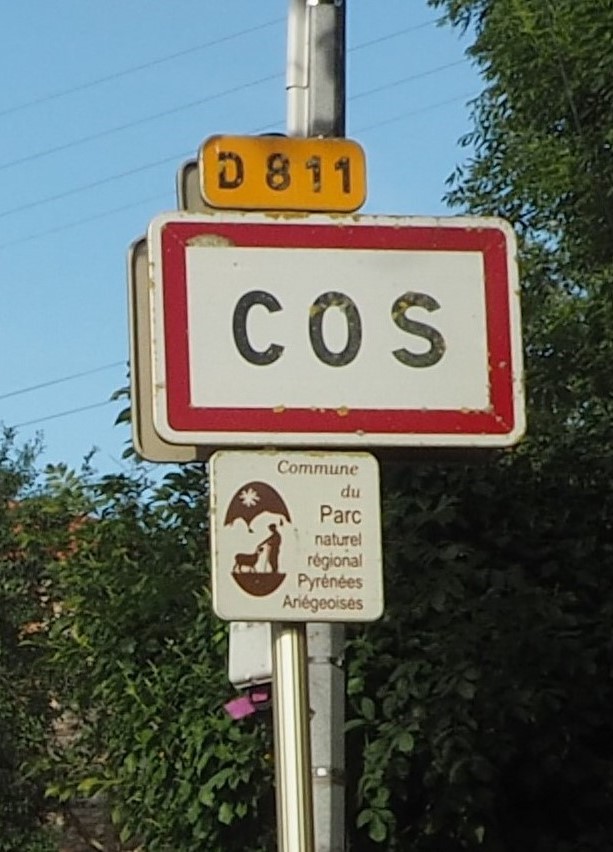 D 811
COS
Commune
du
Parc
naturel
régional
Pyrénées
Ariégeoises